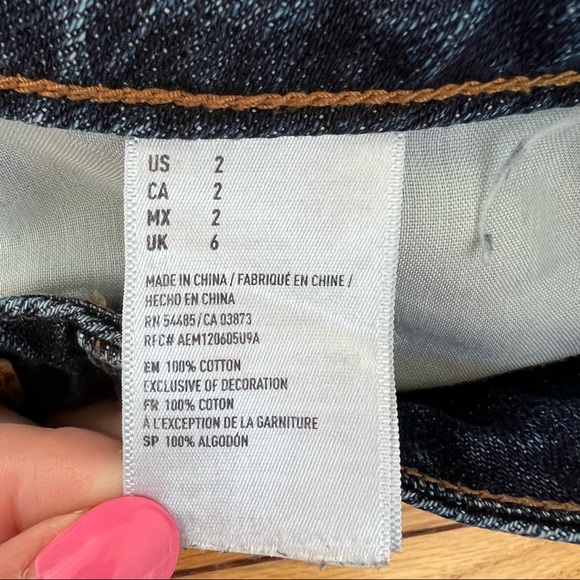 US 2
CA 2
MX 2
UK 6
MADE IN CHINA / FABRIQUÉ EN CHINE /
HECHO EN CHINA
RN 54485/CA 03873
RFC# AEM120605U9A
EN 100% COTTON
EXCLUSIVE OF DECORATION
FR 100% COTON
À L'EXCEPTION DE LA GARNITURE
SP 100% ALGODÓN